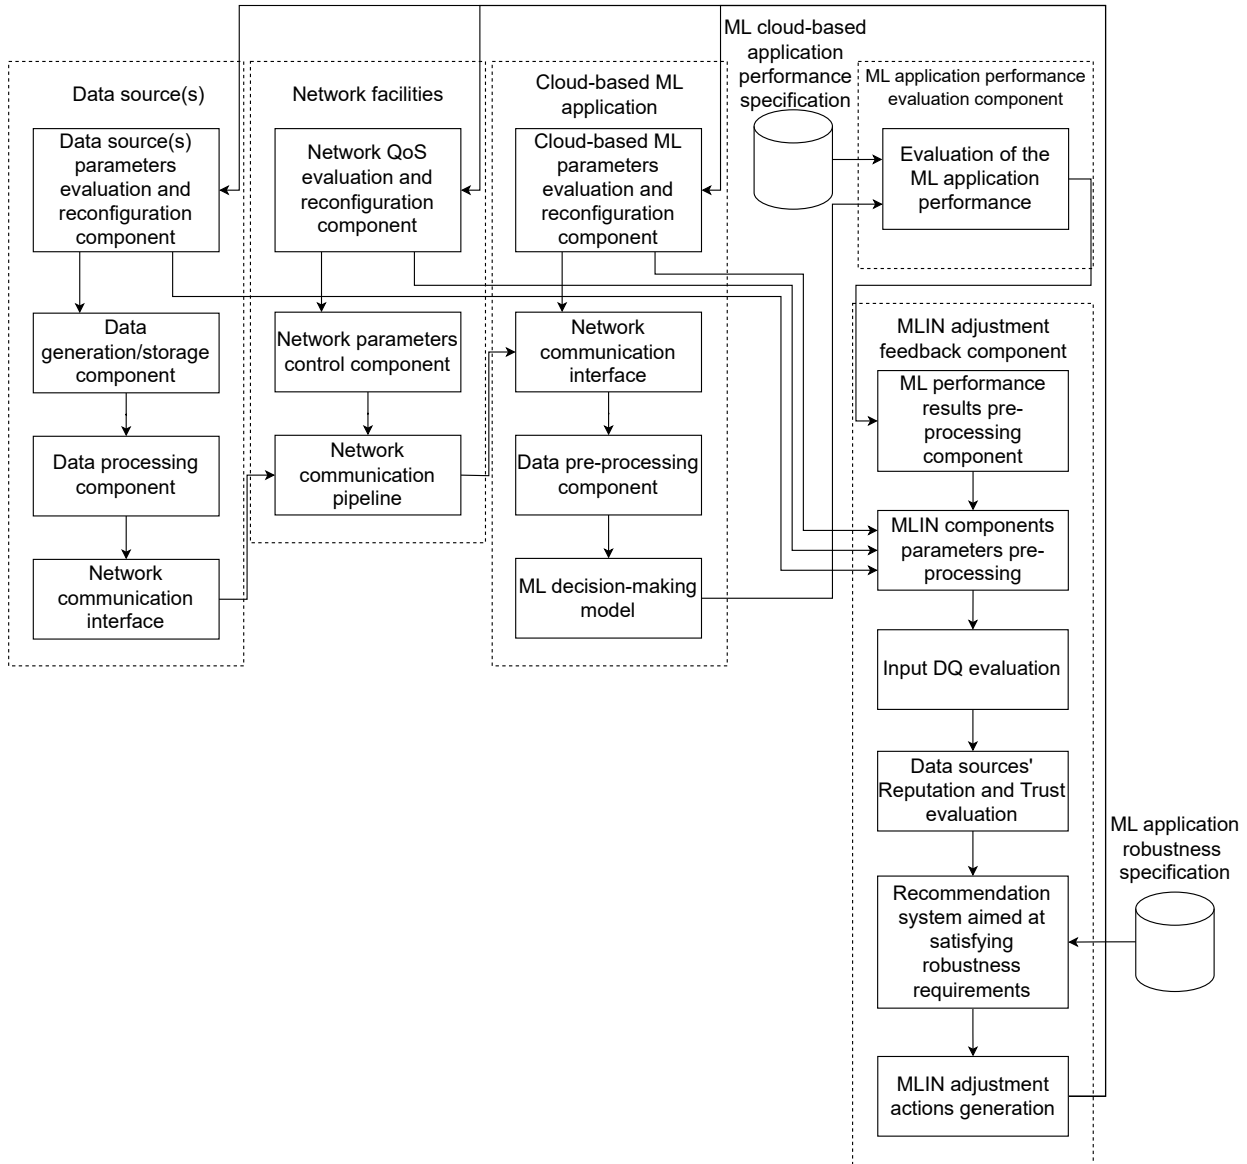 Data source(s)
Data source(s)
parameters
evaluation and
reconfiguration
component
Data
generation/storage
component
Data processing
component
Network
communication
interface
Network facilities
Network QoS
evaluation and
reconfiguration
component
Network parameters
control component
Network
communication
pipeline
Cloud-based ML
application
Cloud-based ML
parameters
evaluation and
reconfiguration
component
Network
communication
interface
Data pre-processing
component
ML decision-making
model
ML cloud-based
application
performance
specification
ML application performance
evaluation component
Evaluation of the
ML application
performance
MLIN adjustment
feedback component
ML performance
results pre-
processing
component
MLIN components
parameters pre-
processing
Input DQ evaluation
Data sources'
Reputation and Trust
evaluation
Recommendation
system aimed at
satisfying
robustness
requirements
MLIN adjustment
actions generation
ML application
robustness
specification